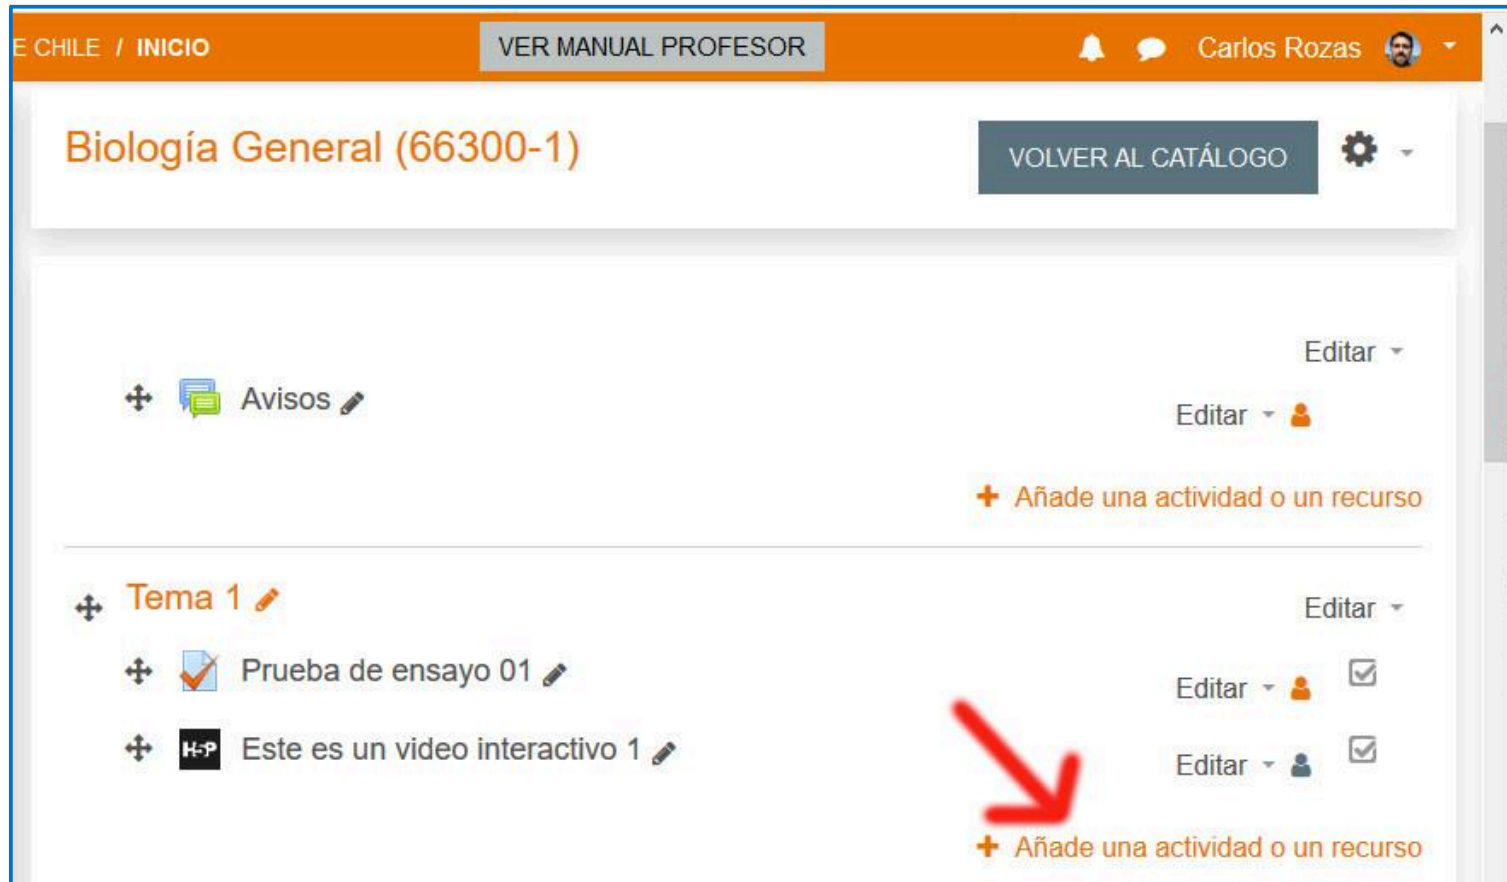 E CHILE / INICIO
VER MANUAL PROFESOR
Carlos Rozas
Biología General (66300-1)
VOLVER AL CATÁLOGO
Editar
Avisos
Editar
+ Añade una actividad o un recurso
Tema 1
Editar
Prueba de ensayo 01
Editar
H-P Este es un video interactivo 1
Editar
+ Añade una actividad o un recurso